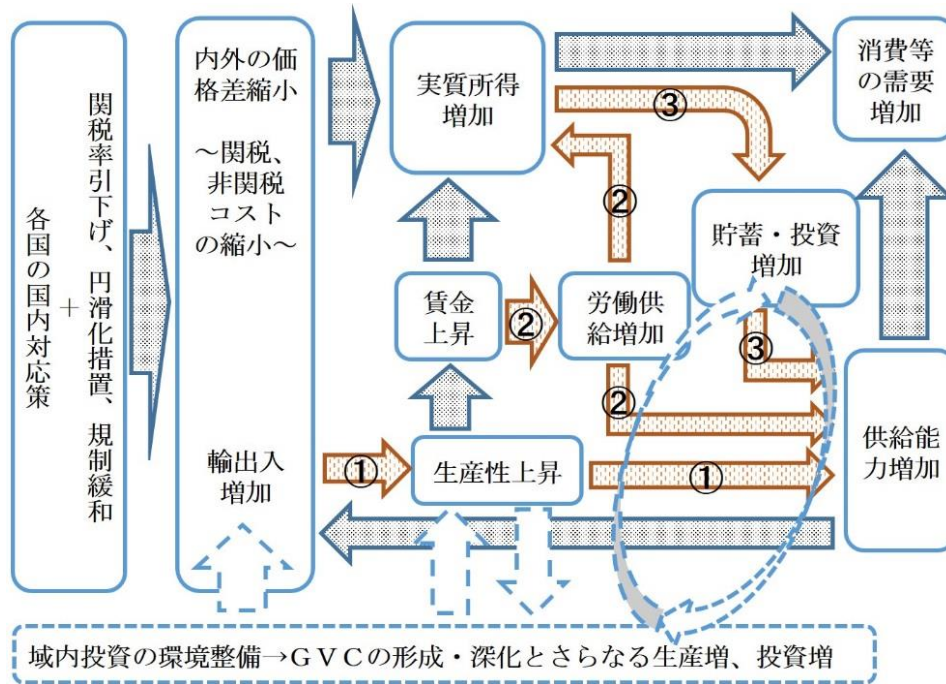 関税率引下げ、円滑化措置、規制緩和
+
各国の国内対応策
内外の価
格差縮小
~関税、
非関税
コスト
の縮小~
輸出入
増加
実質所得
増加
消費等
の需要
増加
③
②
貯蓄・投資
増加
賃金
上昇
②
労働供
給増加
③
②
供給能
力増加
①
生産性上昇
①
域内投資の環境整備→GVCの形成・深化とさらなる生産増、投資増